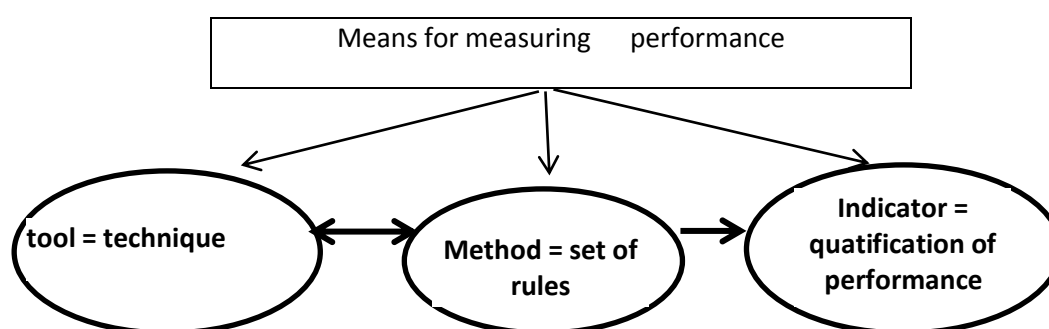 Means for measuring performance
tool = technique
Method = set of
rules
Indicator =
quatification of
performance